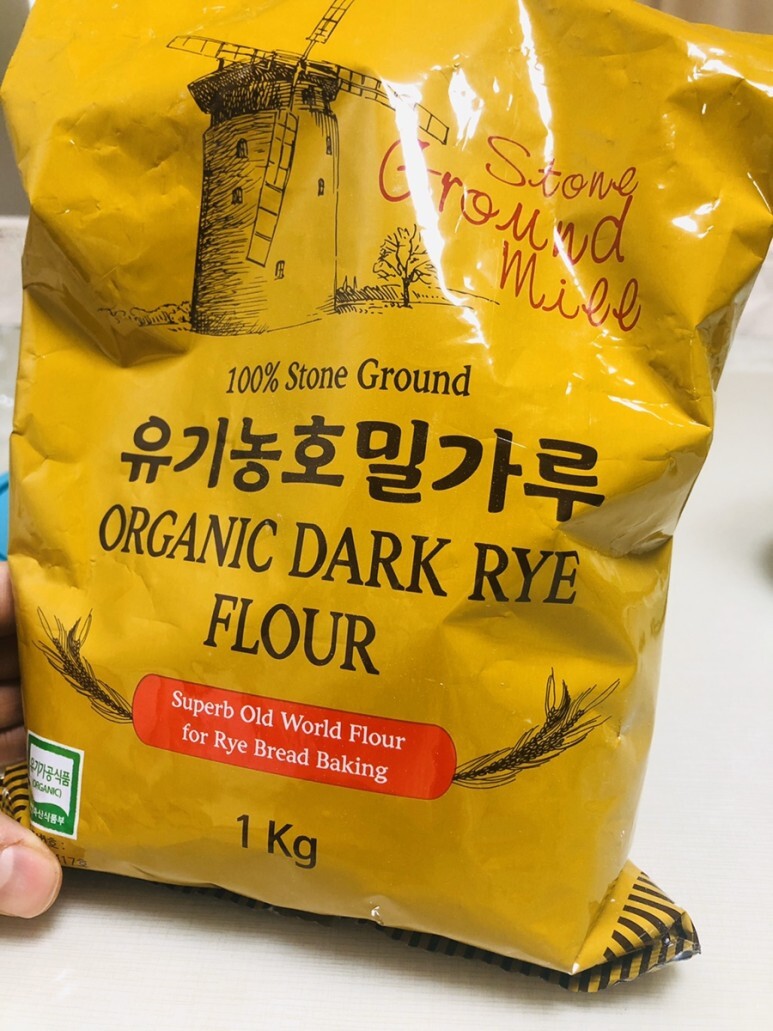 Stone
Ground
Mill
100% Stone Ground
유기농호밀가루
ORGANIC DARK RYE
FLOUR
Superb Old World Flour
for Rye Bread Baking
유기가공식품
(ORGANIC)
1 Kg